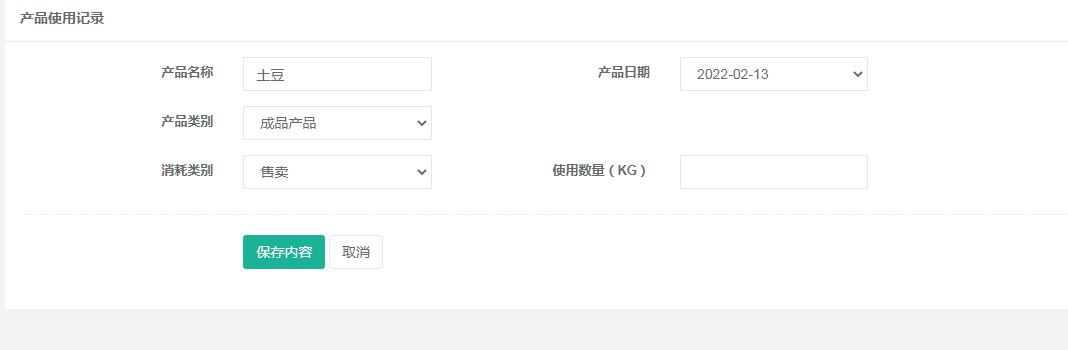 产品使用记录
产品名称 土豆 产品日期 2022-02-13
产品类别 成品产品
消耗类别 售卖 使用数量（KG）
保存内容 取消